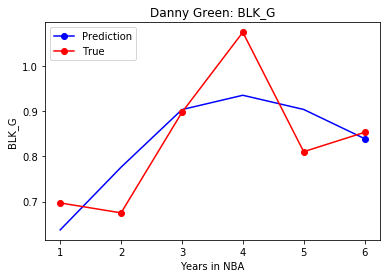 Danny Green: BLK_G
Prediction
True
BLK_G
1.0
0.9
0.8
0.7
1 2 3 4 5 6
Years in NBA